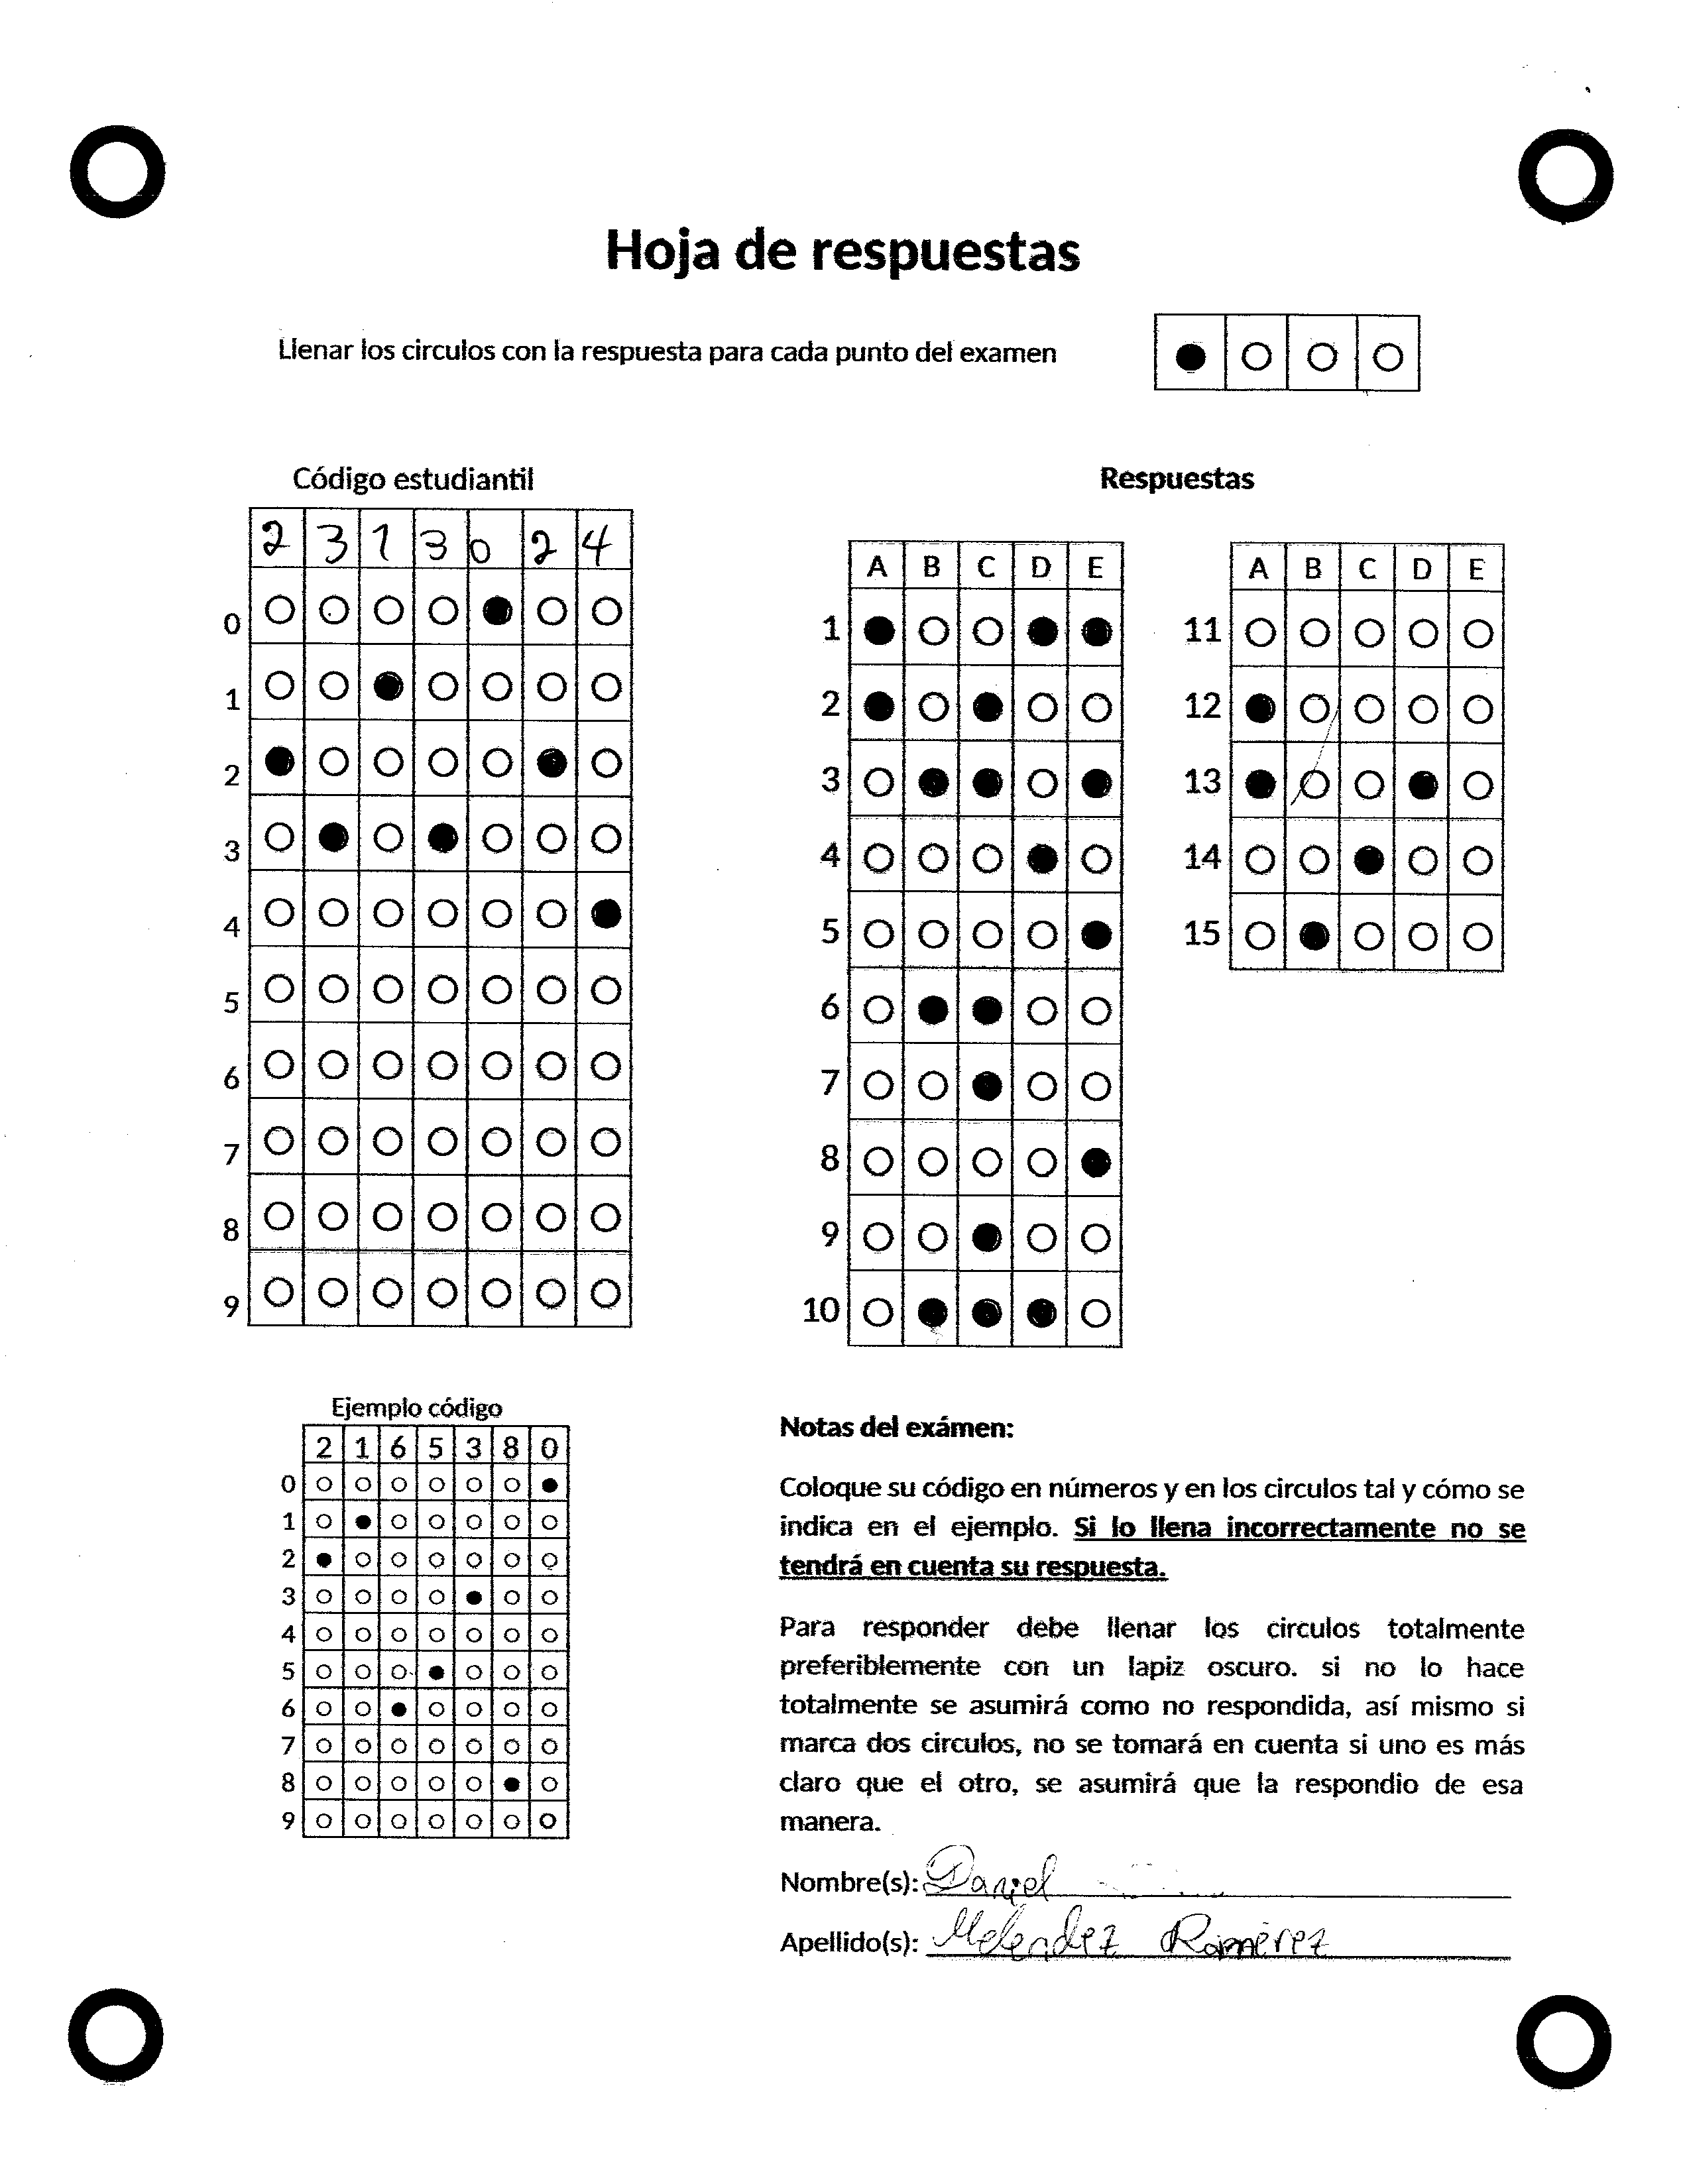 Hoja de respuestas
Llenar los circulos con la respuesta para cada punto del examen
Código estudiantil
2 3 1 3 0 2 4
0
1
2
3
4
5
6
7
8
9
Respuestas
A B C D E
1
2
3
4
5
6
7
8
9
10
A B C D E
11
12
13
14
15
Ejemplo código
2 1 6 5 3 8 0
0
1
2
3
4
5
6
7
8
9
Notas del exámen:
Coloque su código en números y en los circulos tal y cómo se
indica en el ejemplo. Si lo llena incorrectamente no se
tendrá en cuenta su respuesta.
Para responder debe llenar los circulos totalmente
preferiblemente con un lapiz oscuro. si no lo hace
totalmente se asumirá como no respondida, así mismo si
marca dos circulos, no se tomará en cuenta si uno es más
claro que el otro, se asumirá que la respondio de esa
manera.
Nombre(s): Daniel
Apellido(s): Melendez Ramirez